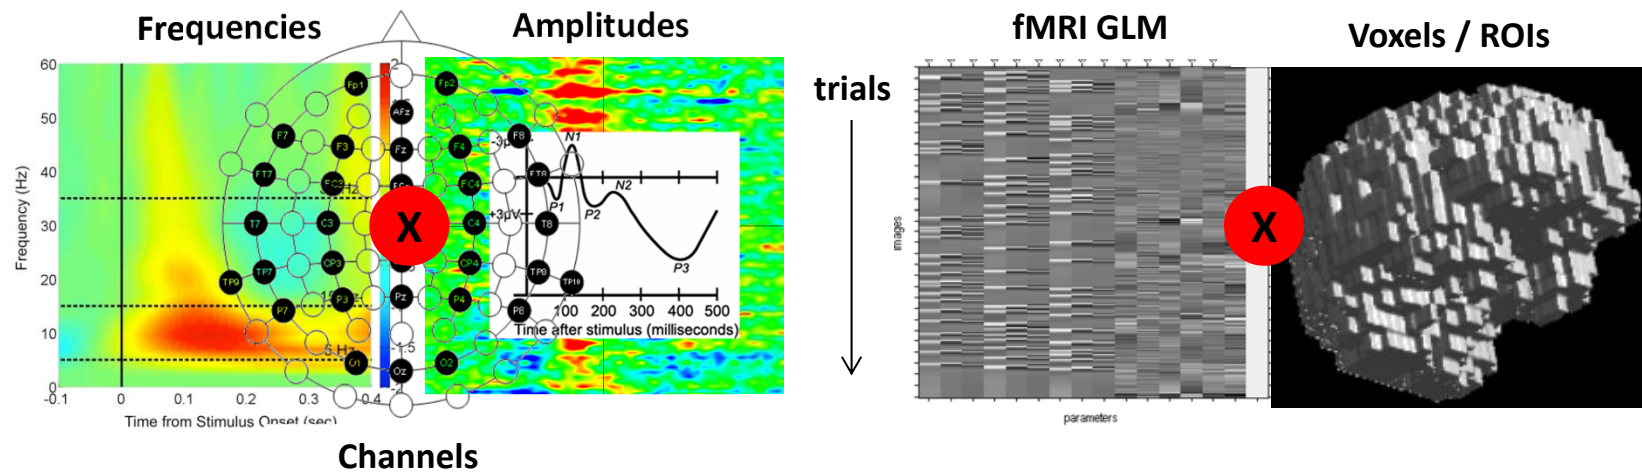 Frequencies
Amplitudes
fMRI GLM
Voxels / ROIs
trials
60
50
40
30
20
10
0
Frequency (Hz)
-0.1
0
0.1
0.2
0.3
0.4
Time from Stimulus Onset (sec)
2
-1.5
-2
5 Hz
Hz
Fp1
Fp2
AFz
F7
F3
Fz
F4
F8
FT7
FC3
FC4
FT8
T7
C3
C4
T8
TP9
TP7
CP3
CP4
TP8
TP10
P7
P3
Pz
P4
P8
O1
Oz
O2
X
-3µV
+3µV
N1
P1
P2
N2
P3
100 200 300 400 500
Time after stimulus (milliseconds)
Channels
images
parameters
X